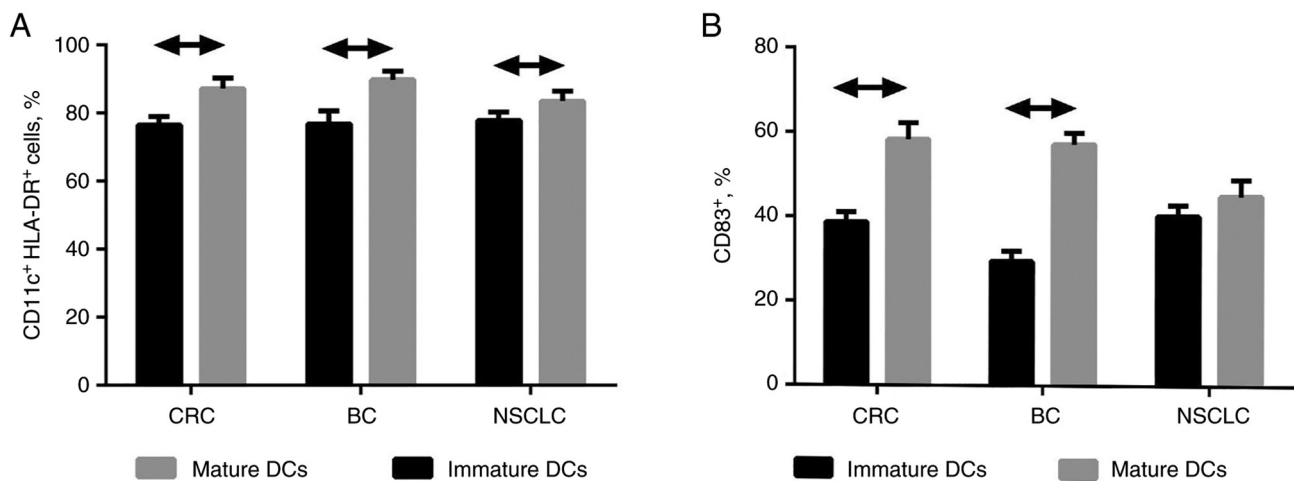 A
CD11c⁺ HLA-DR⁺ cells, %
100
80
60
40
20
0
CRC BC NSCLC
Mature DCs Immature DCs
B
CD83⁺, %
80
60
40
20
0
CRC BC NSCLC
Immature DCs Mature DCs